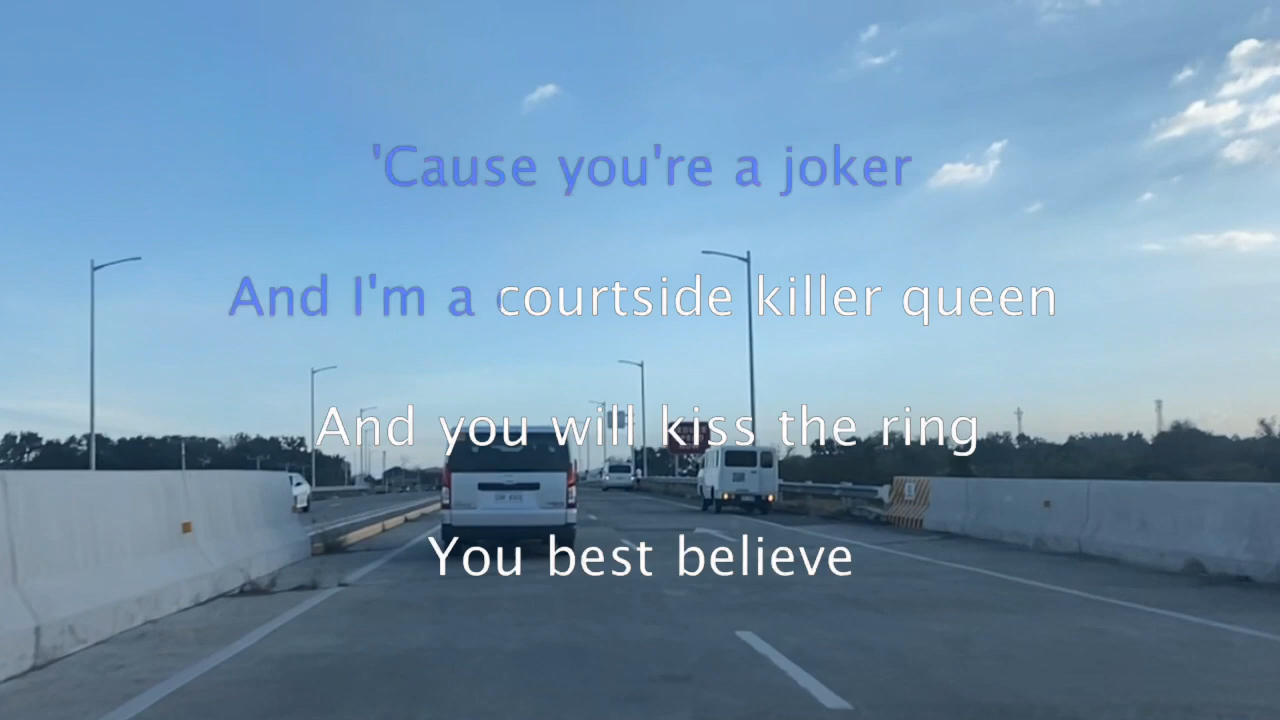 'Cause you're a joker
And I'm a courtside killer queen
And you will kiss the ring
You best believe